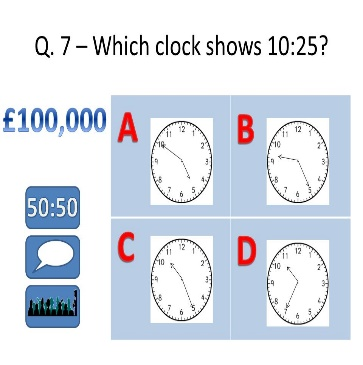 Q. 7 – Which clock shows 10:25?
£100,000
A
B
C
D
50:50